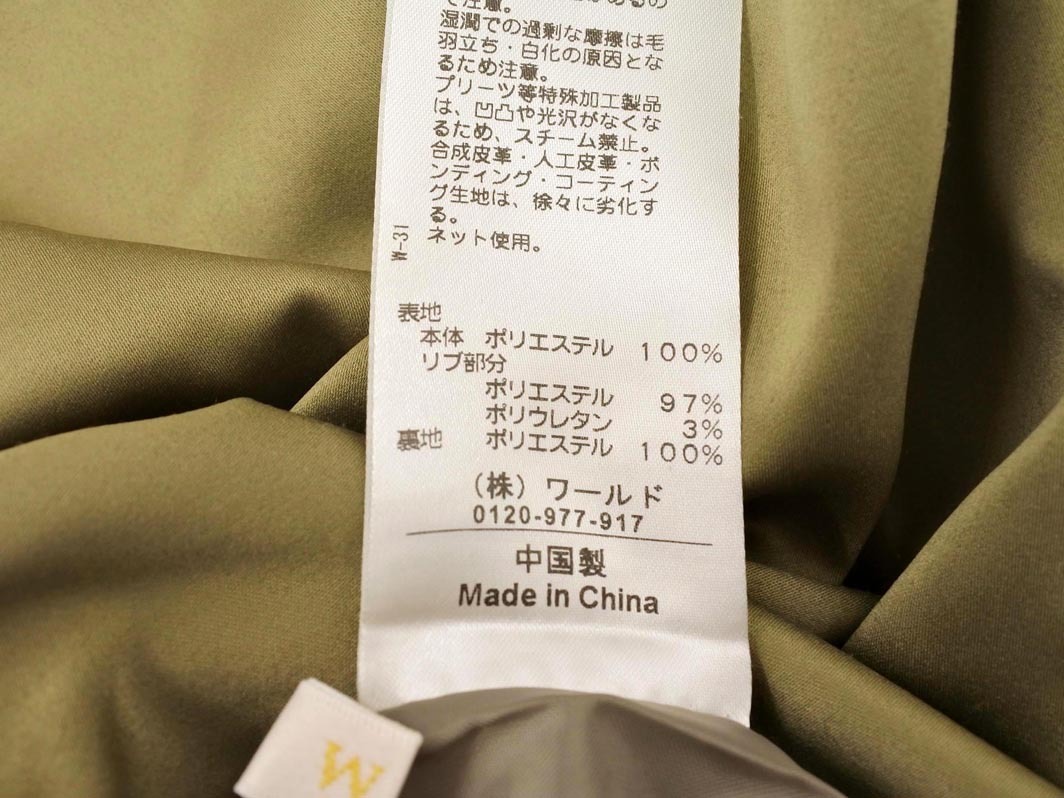 で注意。
湿潤での過剰な摩擦は毛
羽立ち・白化の原因とな
るため注意。
プリーツ等特殊加工製品
は、凹凸や光沢がなくな
るため、スチーム禁止。
合成皮革・人工皮革・ボ
ンディング・コーティン
グ生地は、徐々に劣化す
る。
ネット使用。
W-31
表地
本体 ポリエステル 100%
リブ部分
ポリエステル 97%
ポリウレタン 3%
裏地 ポリエステル 100%
(株) ワールド
0120-977-917
中国製
Made in China
M